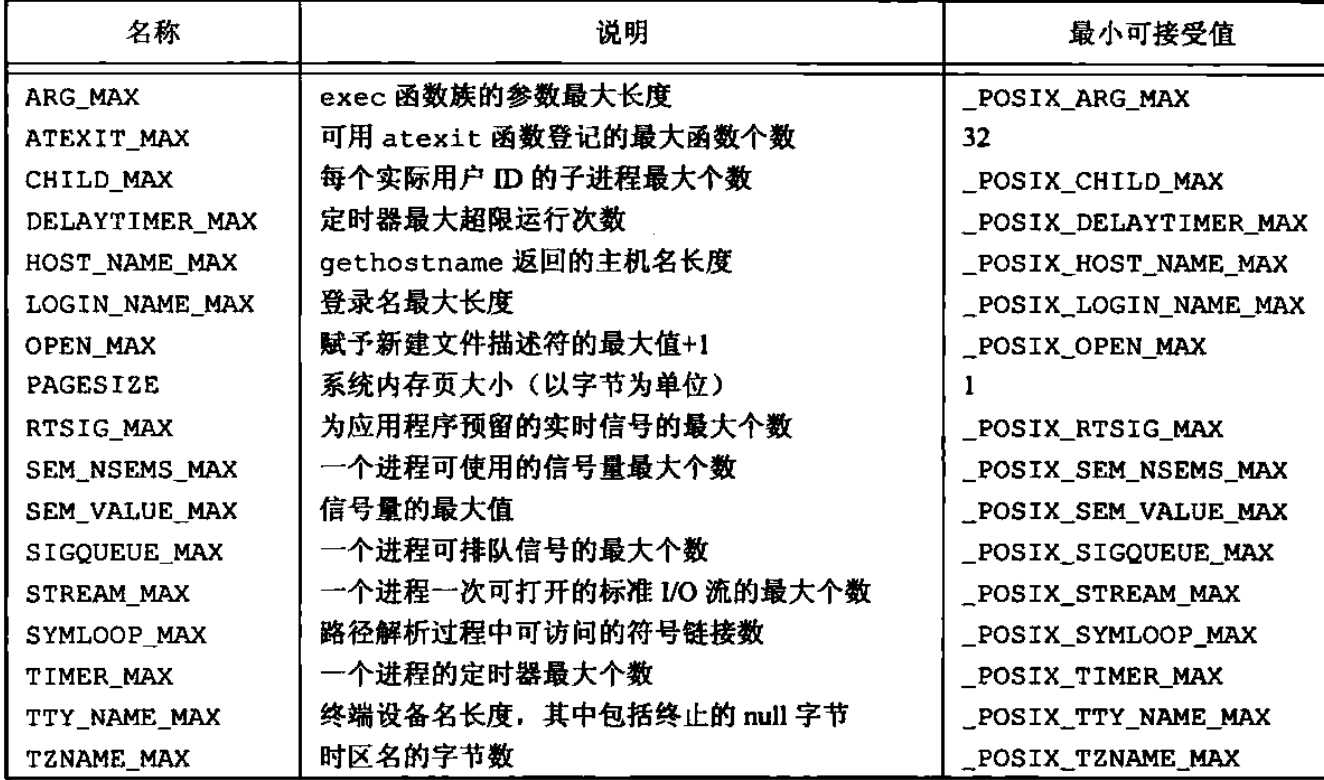 名称 说明 最小可接受值
ARG_MAX exec 函数族的参数最大长度 _POSIX_ARG_MAX
ATEXIT_MAX 可用 atexit 函数登记的最大函数个数 32
CHILD_MAX 每个实际用户 ID 的子进程最大个数 _POSIX_CHILD_MAX
DELAYTIMER_MAX 定时器最大超限运行次数 _POSIX_DELAYTIMER_MAX
HOST_NAME_MAX gethostname 返回的主机名长度 _POSIX_HOST_NAME_MAX
LOGIN_NAME_MAX 登录名最大长度 _POSIX_LOGIN_NAME_MAX
OPEN_MAX 赋予新建文件描述符的最大值+1 _POSIX_OPEN_MAX
PAGESIZE 系统内存页大小（以字节为单位） 1
RTSIG_MAX 为应用程序预留的实时信号的最大个数 _POSIX_RTSIG_MAX
SEM_NSEMS_MAX 一个进程可使用的信号量最大个数 _POSIX_SEM_NSEMS_MAX
SEM_VALUE_MAX 信号量的最大值 _POSIX_SEM_VALUE_MAX
SIGQUEUE_MAX 一个进程可排队信号的最大个数 _POSIX_SIGQUEUE_MAX
STREAM_MAX 一个进程一次可打开的标准 I/O 流的最大个数 _POSIX_STREAM_MAX
SYMLOOP_MAX 路径解析过程中可访问的符号链接数 _POSIX_SYMLOOP_MAX
TIMER_MAX 一个进程的定时器最大个数 _POSIX_TIMER_MAX
TTY_NAME_MAX 终端设备名长度，其中包括终止的 null 字节 _POSIX_TTY_NAME_MAX
TZNAME_MAX 时区名的字节数 _POSIX_TZNAME_MAX